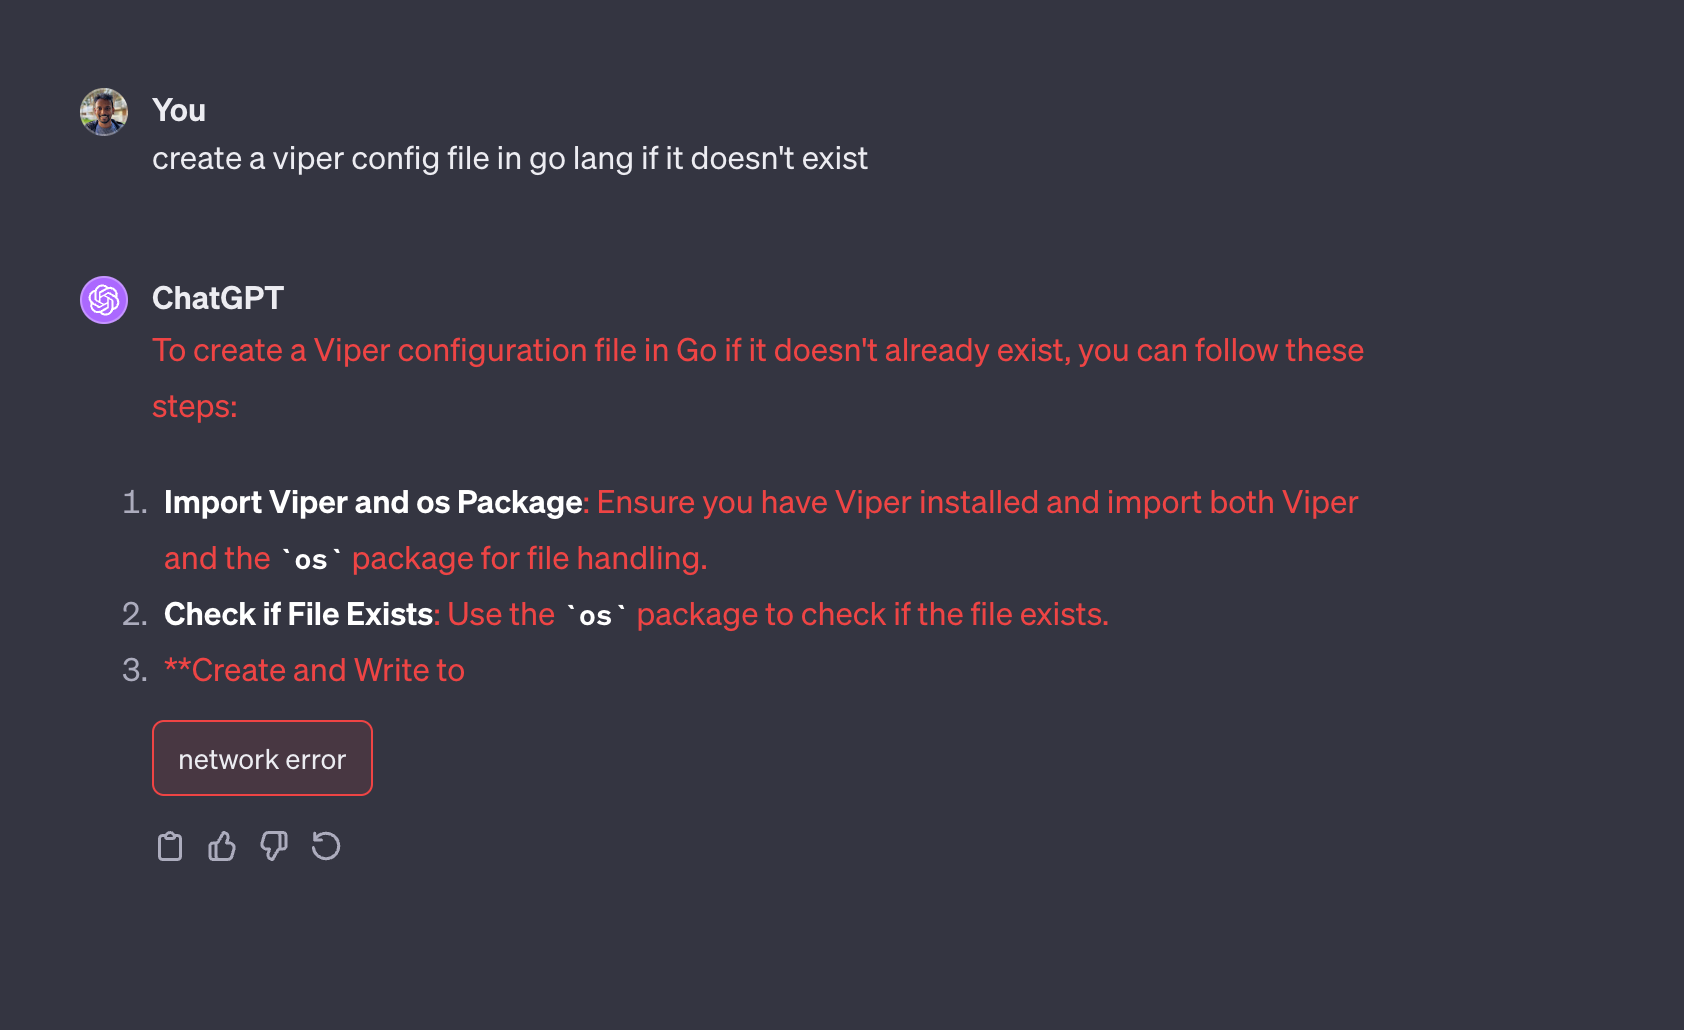 You
create a viper config file in go lang if it doesn't exist
ChatGPT
To create a Viper configuration file in Go if it doesn't already exist, you can follow these
steps:
1. Import Viper and os Package: Ensure you have Viper installed and import both Viper
and the `os` package for file handling.
2. Check if File Exists: Use the `os` package to check if the file exists.
3. **Create and Write to
network error